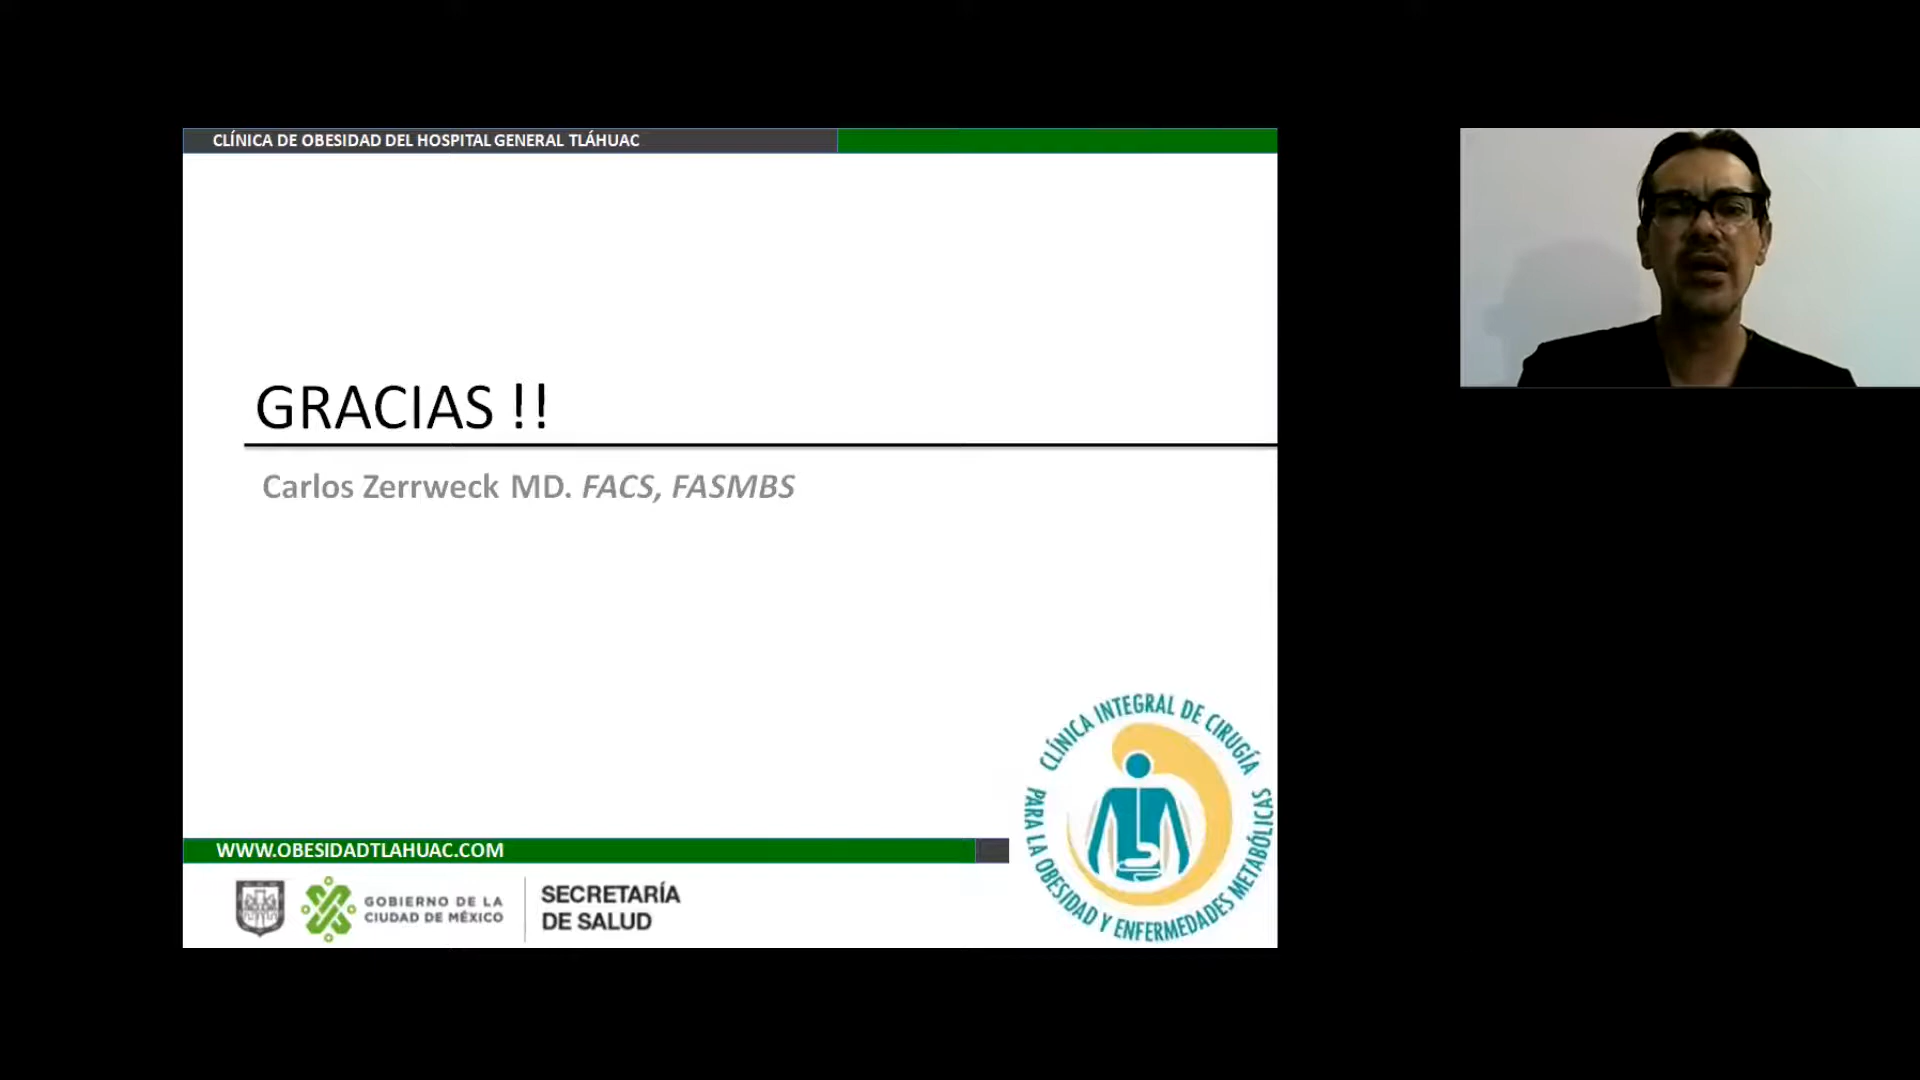 CLÍNICA DE OBESIDAD DEL HOSPITAL GENERAL TLÁHUAC
GRACIAS !!
Carlos Zerrweck MD. FACS, FASMBS
CLÍNICA INTEGRAL DE CIRUGÍA
PARA LA OBESIDAD Y ENFERMEDADES METABÓLICAS
WWW.OBESIDADTLAHUAC.COM
GOBIERNO DE LA
CIUDAD DE MÉXICO
SECRETARÍA
DE SALUD